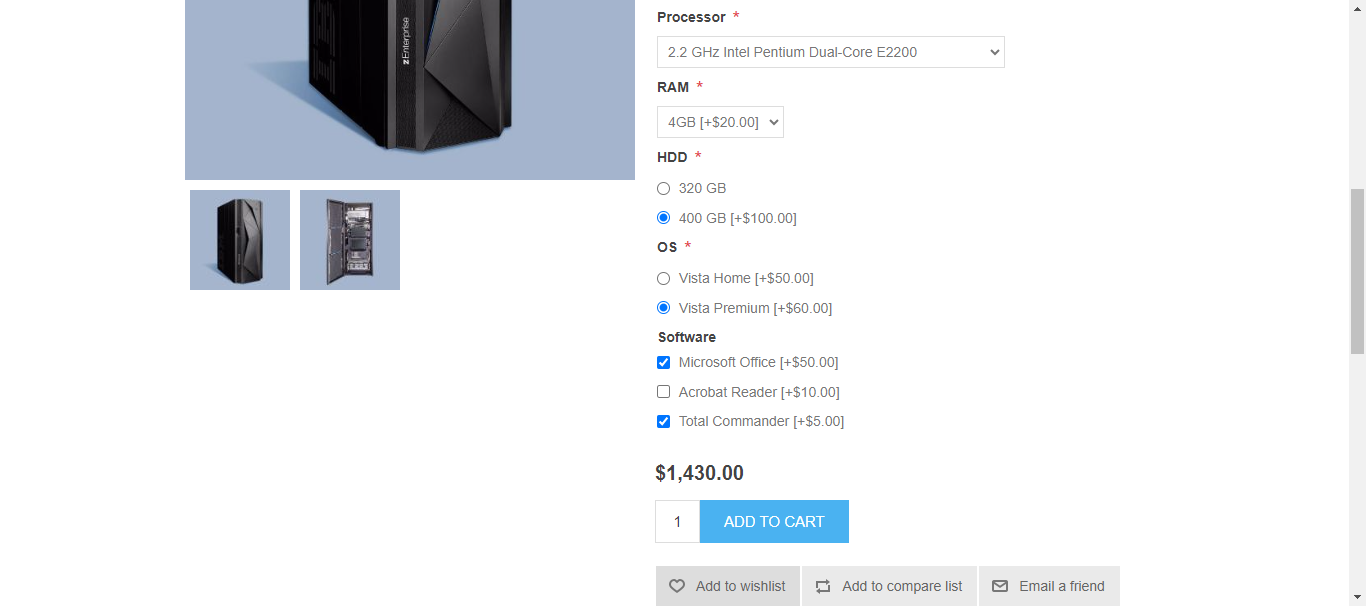 zEnterprise
Processor *
2.2 GHz Intel Pentium Dual-Core E2200
RAM *
4GB [+$20.00]
HDD *
320 GB
400 GB [+$100.00]
OS *
Vista Home [+$50.00]
Vista Premium [+$60.00]
Software
Microsoft Office [+$50.00]
Acrobat Reader [+$10.00]
Total Commander [+$5.00]
$1,430.00
1 ADD TO CART
Add to wishlist Add to compare list Email a friend